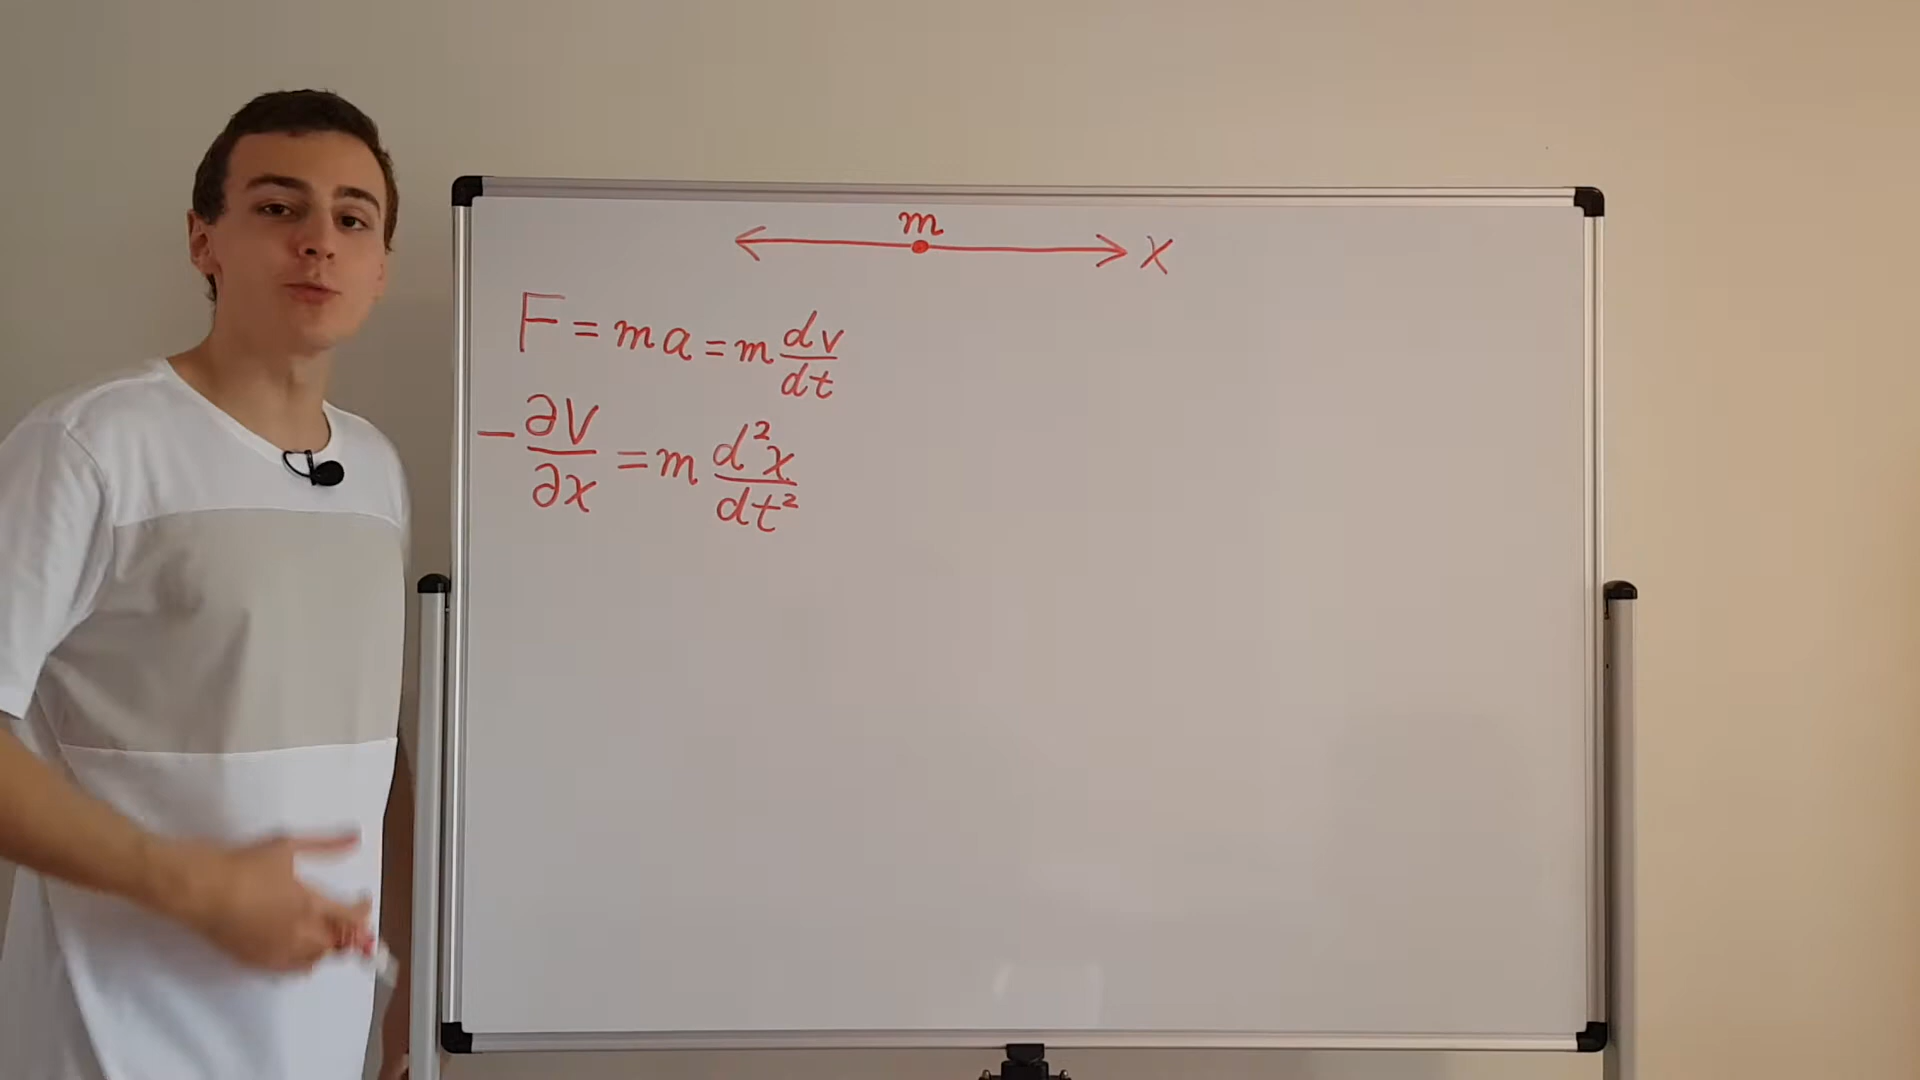 m
x
F = ma = m dv/dt
- ∂V/∂x = m d²x/dt²